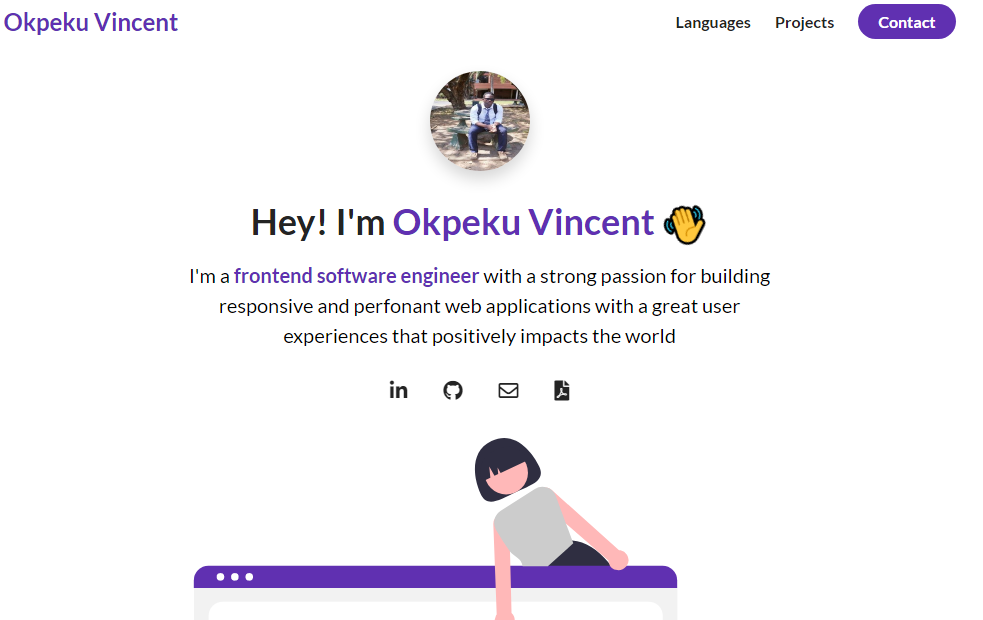 Okpeku Vincent
Languages Projects Contact
Hey! I'm Okpeku Vincent
I'm a frontend software engineer with a strong passion for building
responsive and perfonant web applications with a great user
experiences that positively impacts the world